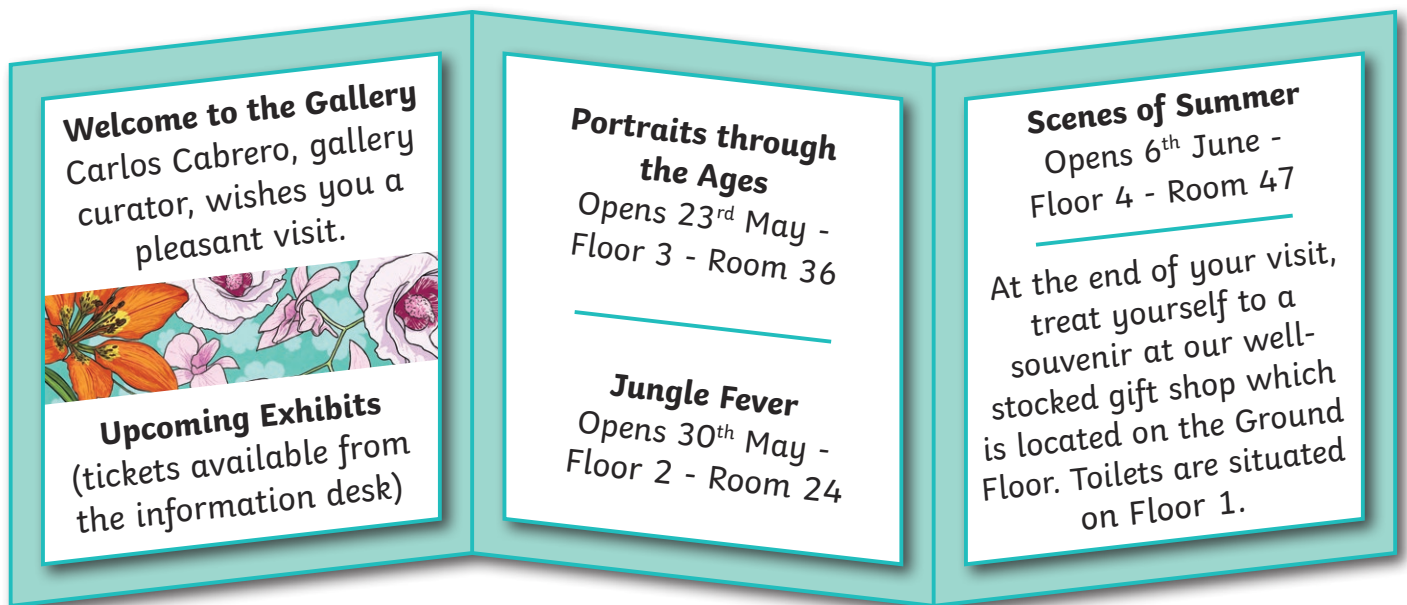 Welcome to the Gallery
Carlos Cabrero, gallery
curator, wishes you a
pleasant visit.
Upcoming Exhibits
(tickets available from
the information desk)
Portraits through
the Ages
Opens 23rd May -
Floor 3 - Room 36
Jungle Fever
Opens 30th May -
Floor 2 - Room 24
Scenes of Summer
Opens 6th June -
Floor 4 - Room 47
At the end of your visit,
treat yourself to a
souvenir at our well-
stocked gift shop which
is located on the Ground
Floor. Toilets are situated
on Floor 1.